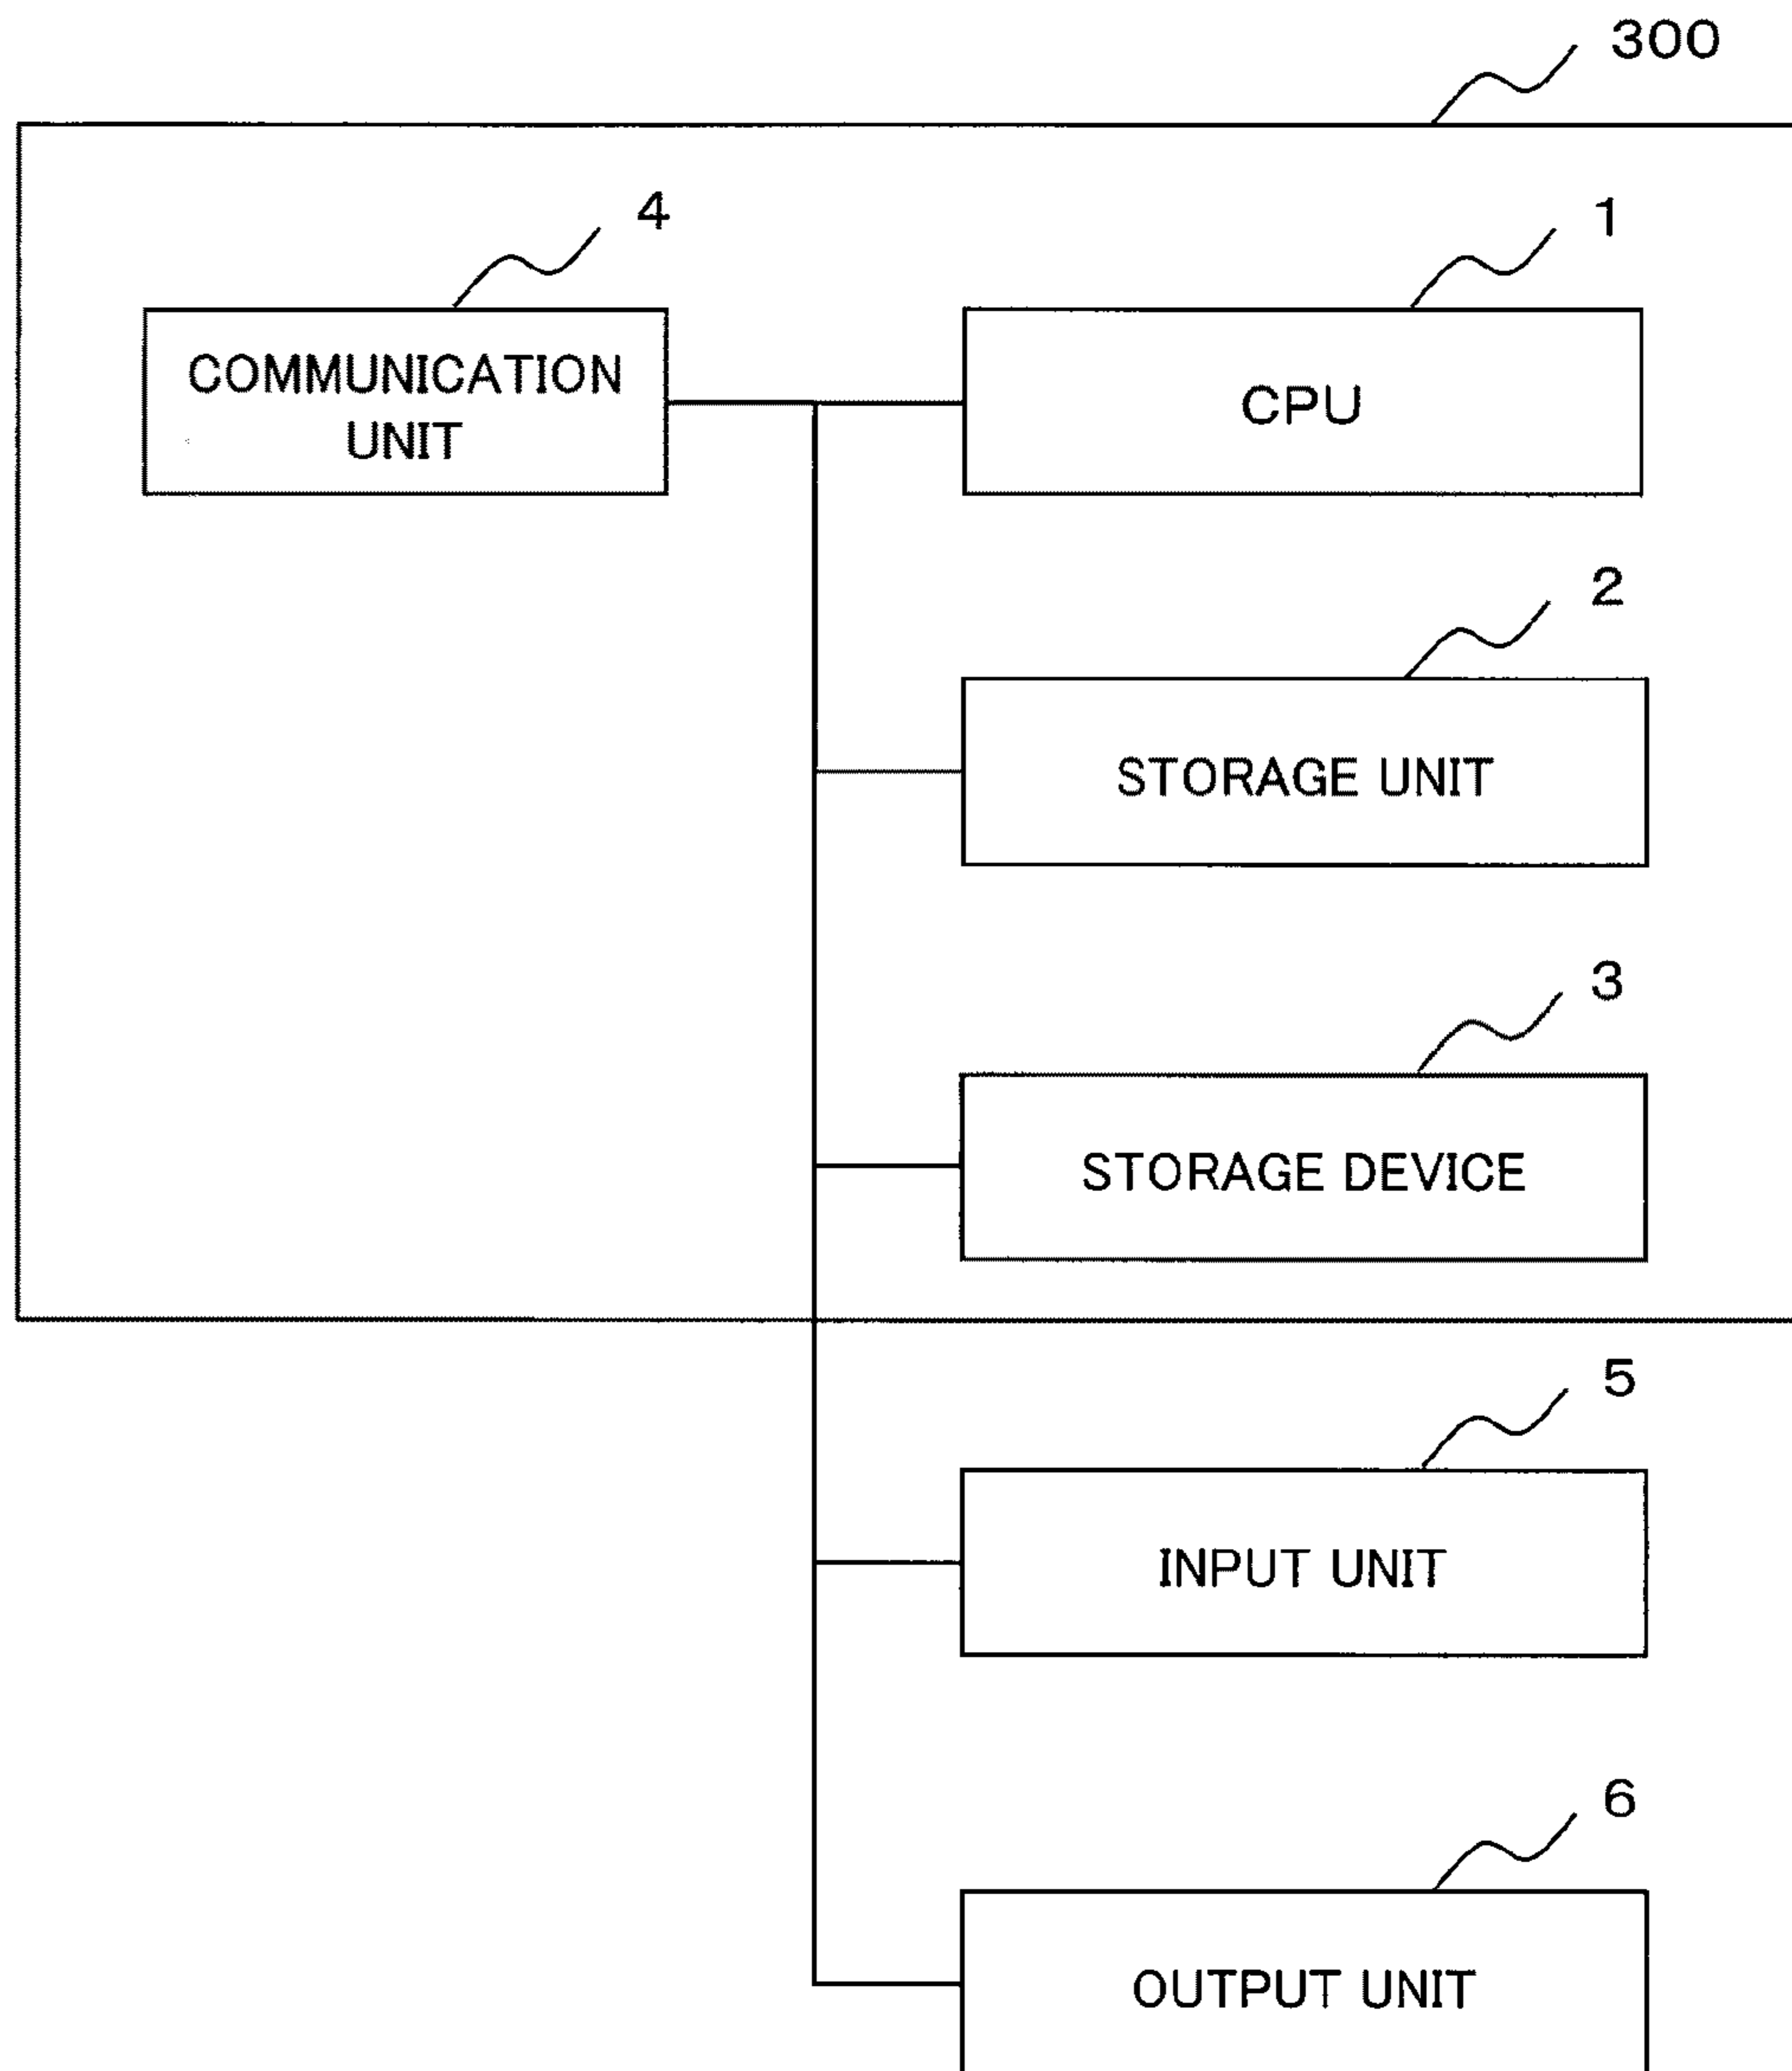 300
4
1
COMMUNICATION
UNIT
CPU
2
STORAGE UNIT
3
STORAGE DEVICE
5
INPUT UNIT
6
OUTPUT UNIT